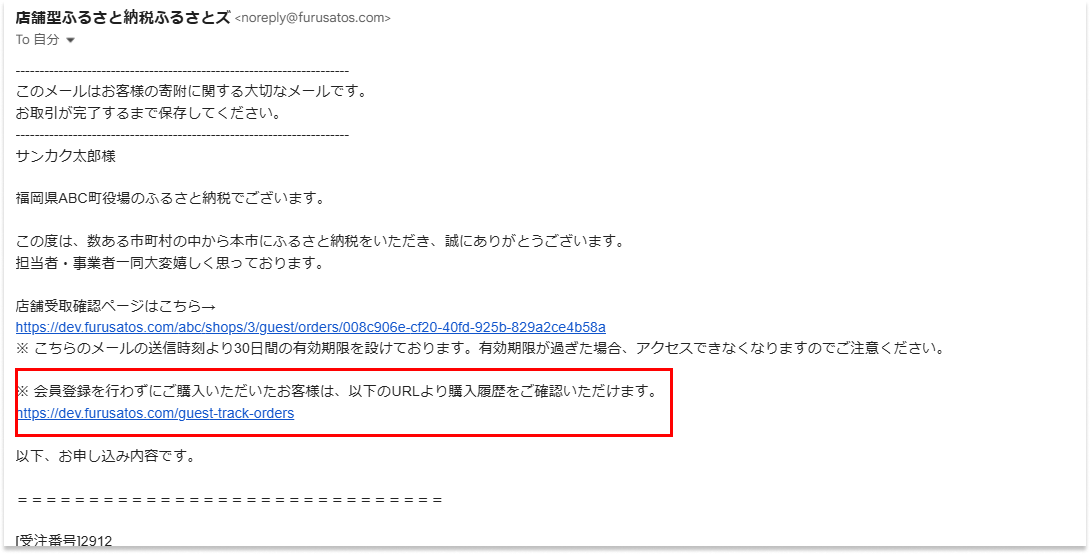 店舗型ふるさと納税ふるさとズ <noreply@furusatos.com>
To 自分
----------------------------------------------------------------------
このメールはお客様の寄附に関する大切なメールです。
お取引が完了するまで保存してください。
----------------------------------------------------------------------
サンカク太郎様
福岡県ABC町役場のふるさと納税でございます。
この度は、数ある市町村の中から本市にふるさと納税をいただき、誠にありがとうございます。
担当者・事業者一同大変嬉しく思っております。
店舗受取確認ページはこちら→
https://dev.furusatos.com/abc/shops/3/guest/orders/008c906e-cf20-40fd-925b-829a2ce4b58a
※ こちらのメールの送信時刻より30日間の有効期限を設けております。有効期限が過ぎた場合、アクセスできなくなりますのでご注意ください。
※ 会員登録を行わずにご購入いただいたお客様は、以下のURLより購入履歴をご確認いただけます。
https://dev.furusatos.com/guest-track-orders
以下、お申し込み内容です。
＝＝＝＝＝＝＝＝＝＝＝＝＝＝＝＝＝＝＝＝＝＝＝＝＝＝＝＝＝＝
[受注番号]2912